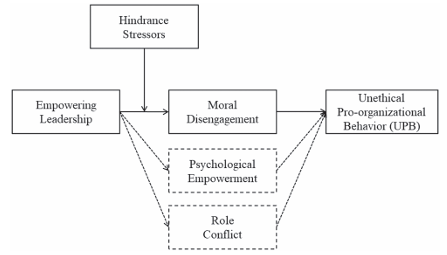 Hindrance
Stressors
Empowering
Leadership
Moral
Disengagement
Unethical
Pro-organizational
Behavior (UPB)
Psychological
Empowerment
Role
Conflict